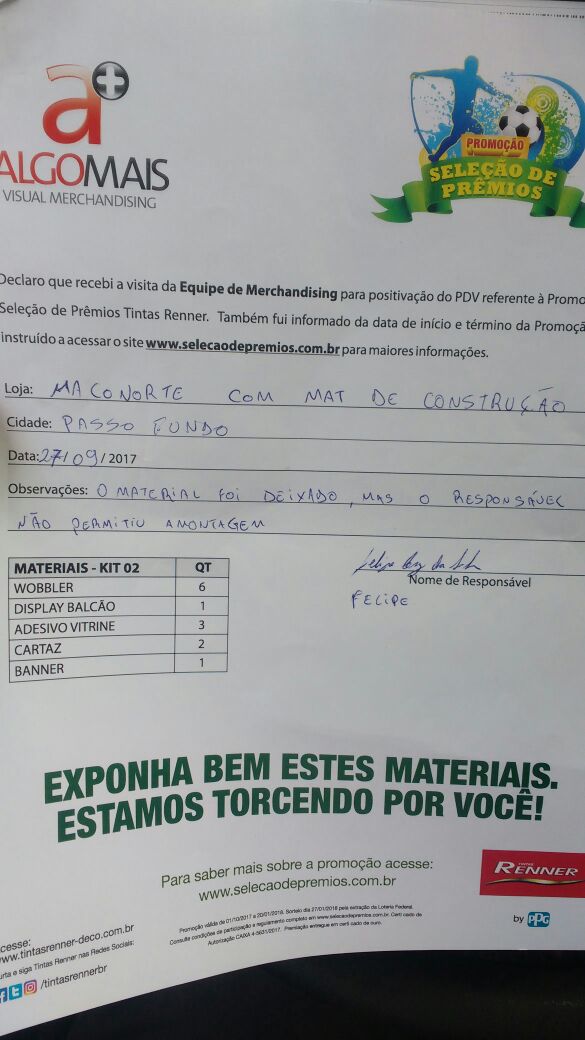 a+
ALGOMAIS
VISUAL MERCHANDISING
PROMOÇÃO
SELEÇÃO DE
PRÊMIOS
Declaro que recebi a visita da Equipe de Merchandising para positivação do PDV referente à Promo
Seleção de Prêmios Tintas Renner. Também fui informado da data de início e término da Promoçã
instruído a acessar o site www.selecaodepremios.com.br para maiores informações.
Loja: MACONORTE COM MAT DE CONSTRUÇÃO
Cidade: PASSO FUNDO
Data: 27/09/2017
Observações: O MATERIAL FOI DEIXADO, MAS O RESPONSÁVEL
NÃO PERMITIU A MONTAGEM
MATERIAIS - KIT 02 QT
WOBBLER 6
DISPLAY BALCÃO 1
ADESIVO VITRINE 3
CARTAZ 2
BANNER 1
Felipe
Nome de Responsável
FELIPE
EXPONHA BEM ESTES MATERIAIS.
ESTAMOS TORCENDO POR VOCÊ!
Para saber mais sobre a promoção acesse:
www.selecaodepremios.com.br
TINTAS
RENNER
by PPG
Promoção válida de 01/10/2017 a 20/01/2018. Sorteio dia 27/01/2018 pela extração da Loteria Federal.
Consulte condições de participação e regulamento completo em www.selecaodepremios.com.br. Certi cado de
Autorização CAIXA 4-5631/2017. Premiação entregue em certi cado de ouro.
cesse:
www.tintasrenner-deco.com.br
urta e siga Tintas Renner nas Redes Sociais:
/tintasrennerbr